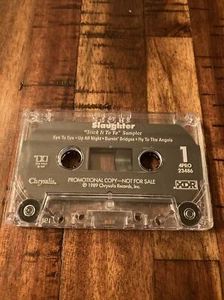 Slaughter
"Stick It To Ya" Sampler
Eye To Eye • Up All Night • Burnin' Bridges • Fly To The Angels
1
4PRO
23486
Chrysalis
PROMOTIONAL COPY—NOT FOR SALE
© 1989 Chrysalis Records, Inc.
XDR